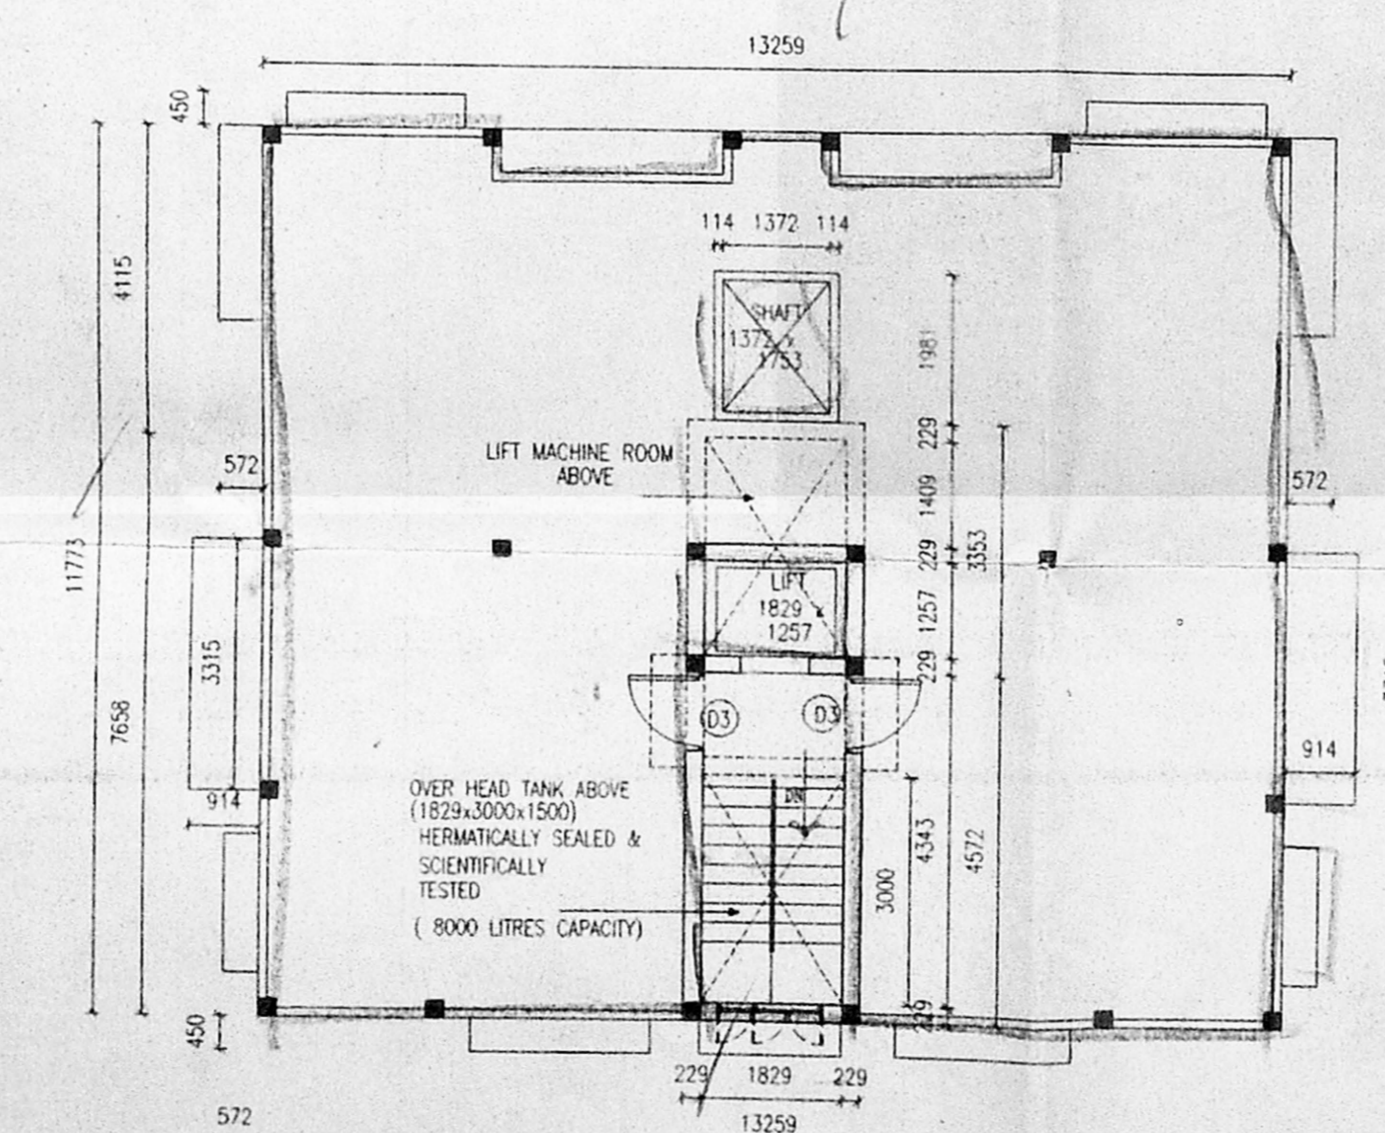 13259
450
114 1372 114
4115
SHAFT
1372 x
1753
1981
229
LIFT MACHINE ROOM
ABOVE
572
572
1409
229
3353
11773
LIFT
1829 x
1257
1257
3315
229
7658
D3
D3
914
914
OVER HEAD TANK ABOVE
(1829x3000x1500)
HERMATICALLY SEALED &
SCIENTIFICALLY
TESTED
( 8000 LITRES CAPACITY)
DN
3000
4343
4572
450
229
229 1829 229
572
13259